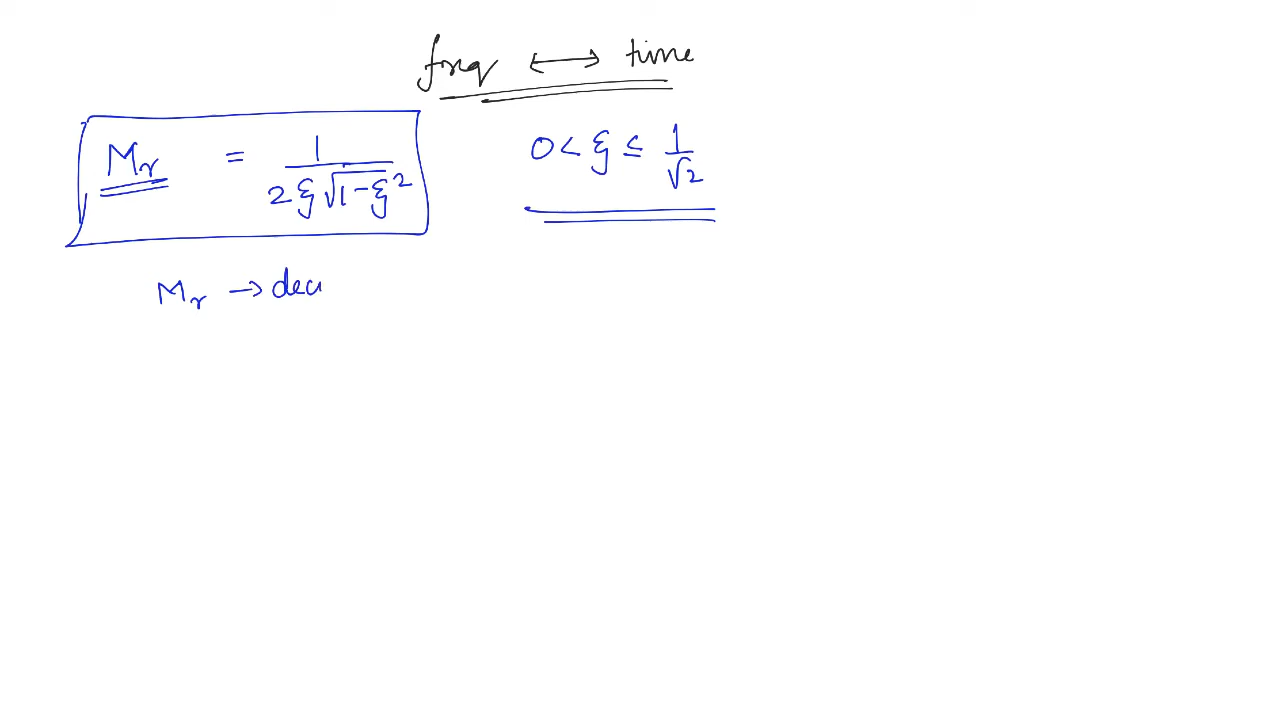 freq ⟷ time
Mr = 1 / 2ξ√1-ξ²
0 < ξ ≤ 1/√2
Mr → dec